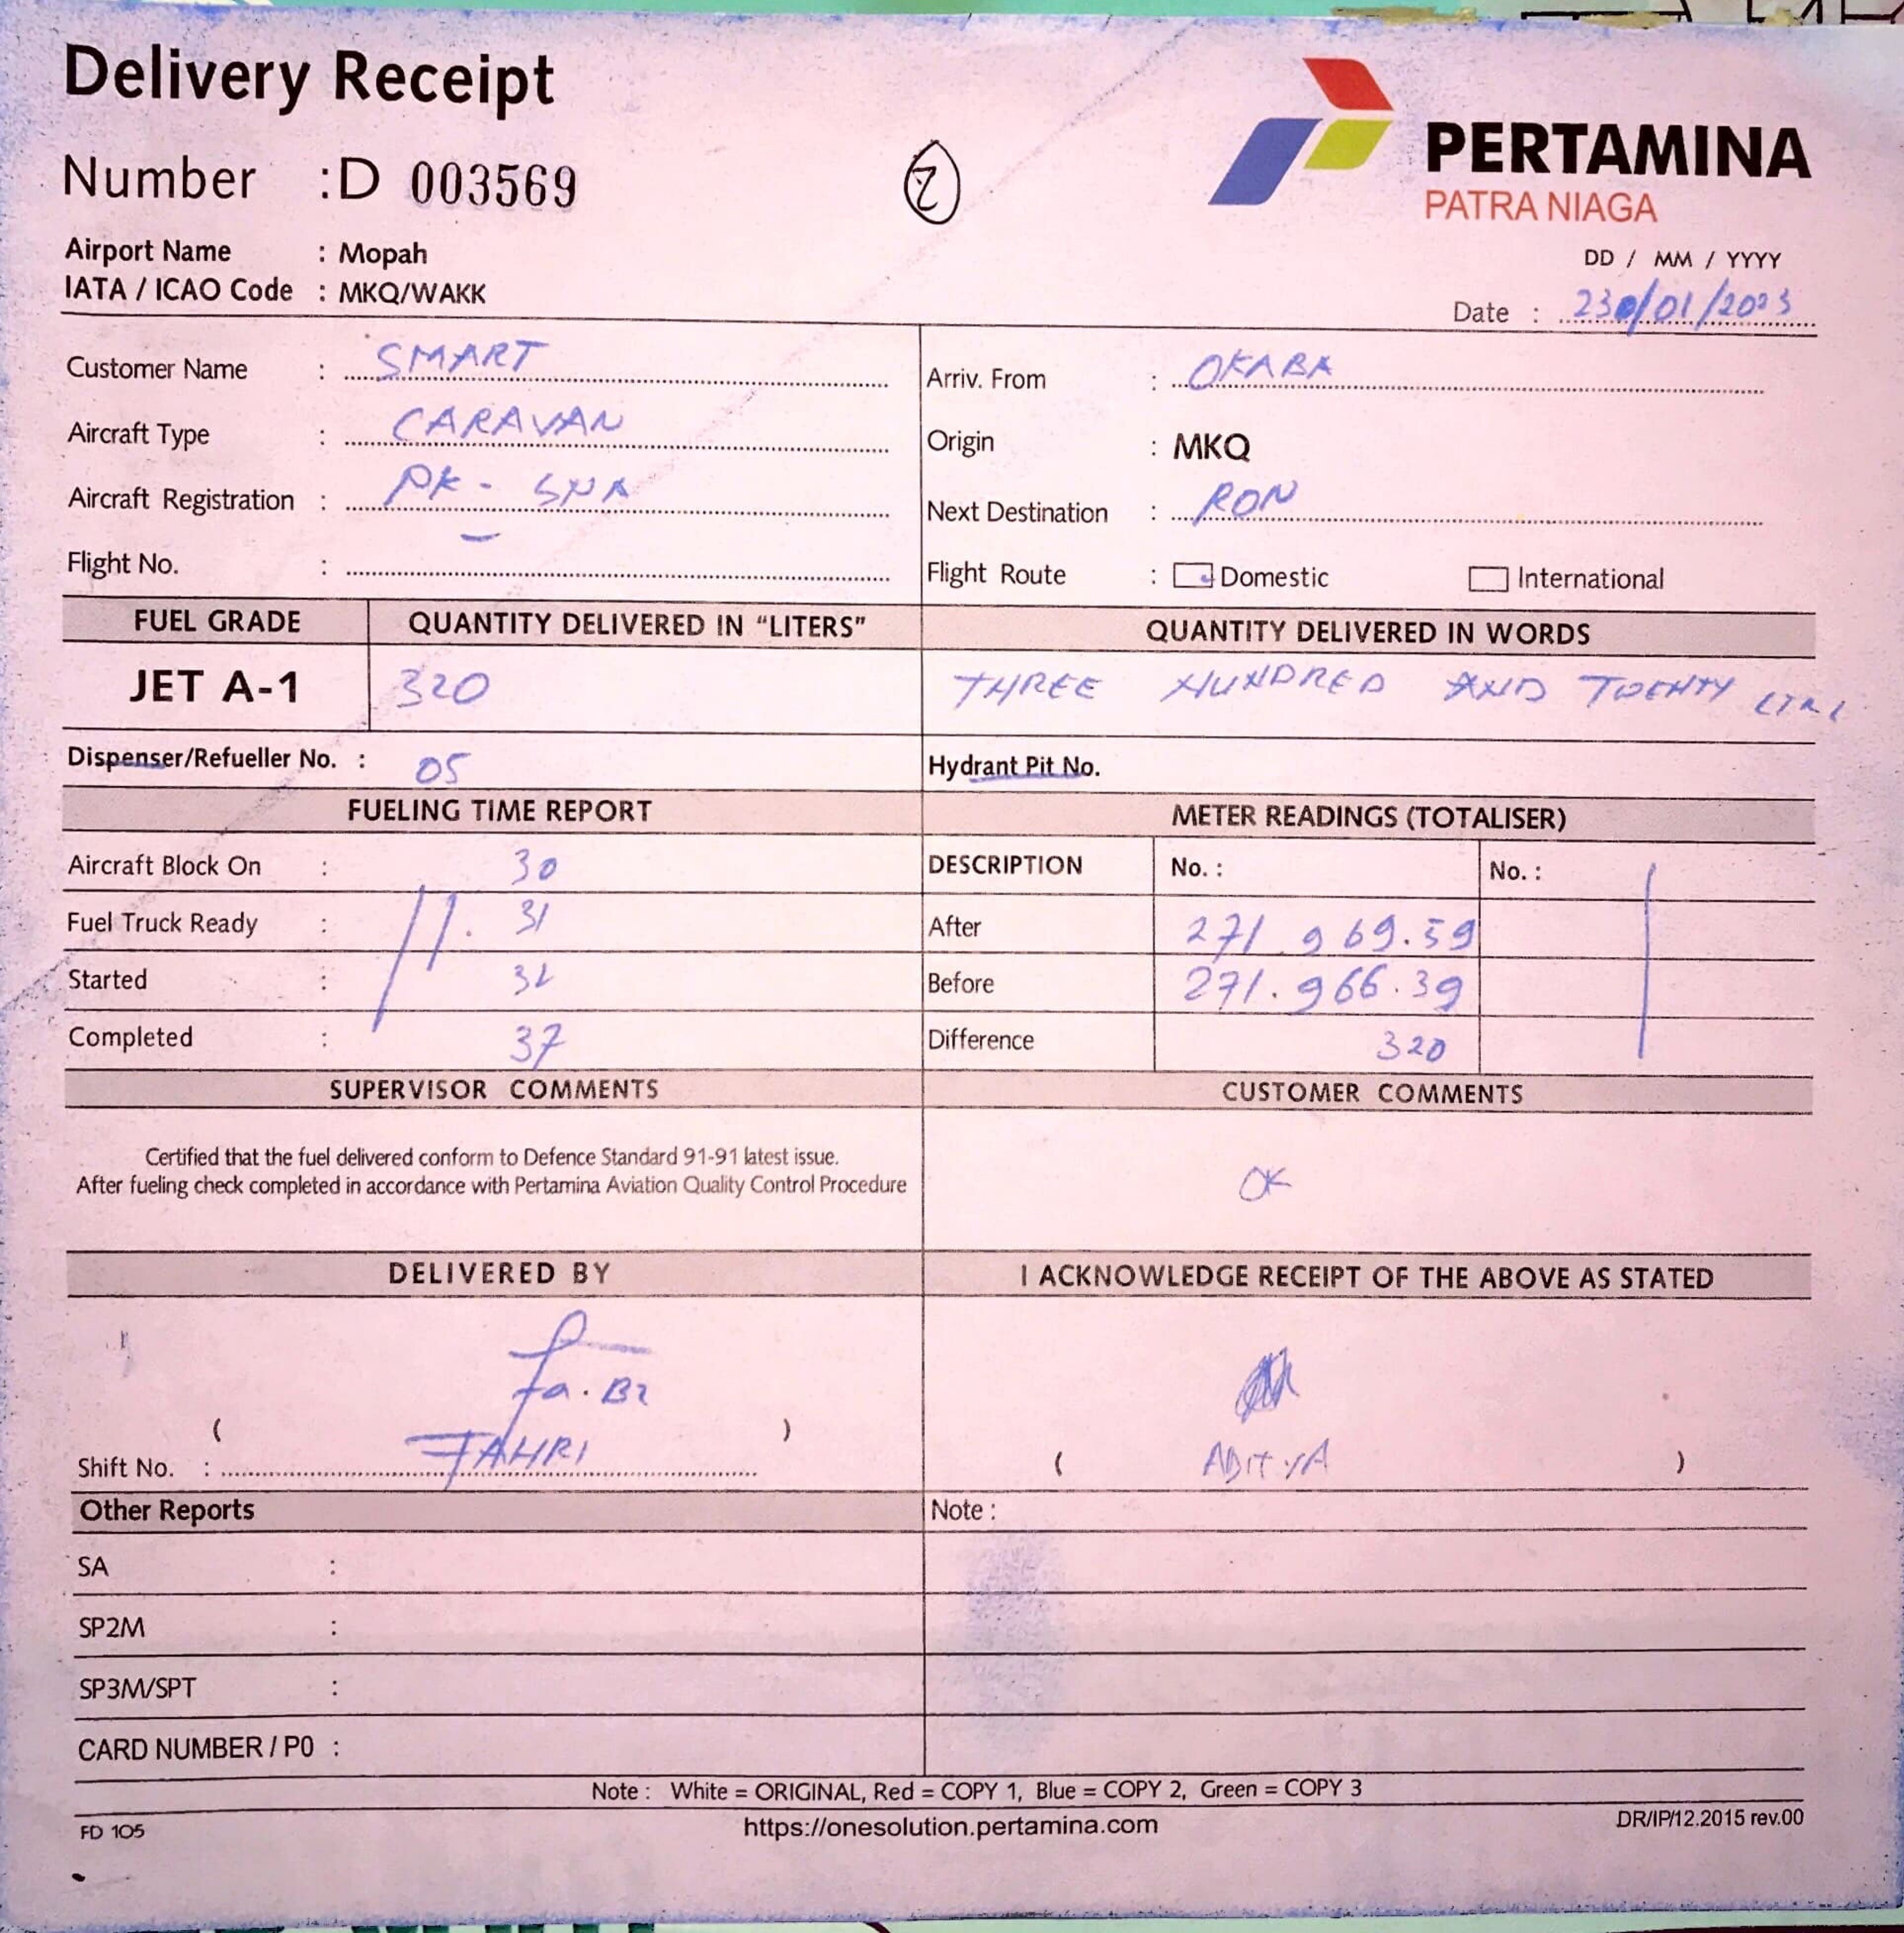 Delivery Receipt
Number : D 003569
2
PERTAMINA
PATRA NIAGA
Airport Name : Mopah
IATA / ICAO Code : MKQ/WAKK
DD / MM / YYYY
Date : 23/01/2023
Customer Name : SMART
Arriv. From : OKABA
Aircraft Type : CARAVAN
Origin : MKQ
Aircraft Registration : PK - SNA
Next Destination : RON
Flight No. : -
Flight Route : Domestic International
FUEL GRADE QUANTITY DELIVERED IN "LITERS" QUANTITY DELIVERED IN WORDS
JET A-1 320 THREE HUNDRED AND TWENTY LTRS
Dispenser/Refueller No. : 05 Hydrant Pit No.
FUELING TIME REPORT METER READINGS (TOTALISER)
Aircraft Block On : 30 DESCRIPTION No. : No. :
Fuel Truck Ready : 11. 31 After 271 969.59
Started : 32 Before 271.966.39
Completed : 37 Difference 320
SUPERVISOR COMMENTS CUSTOMER COMMENTS
Certified that the fuel delivered conform to Defence Standard 91-91 latest issue.
After fueling check completed in accordance with Pertamina Aviation Quality Control Procedure
OK
DELIVERED BY I ACKNOWLEDGE RECEIPT OF THE ABOVE AS STATED
( )
Shift No. : FAHRI
( ADITYA )
Other Reports Note :
SA :
SP2M :
SP3M/SPT :
CARD NUMBER / P0 :
Note : White = ORIGINAL, Red = COPY 1, Blue = COPY 2, Green = COPY 3
FD 105 https://onesolution.pertamina.com DR/IP/12.2015 rev.00